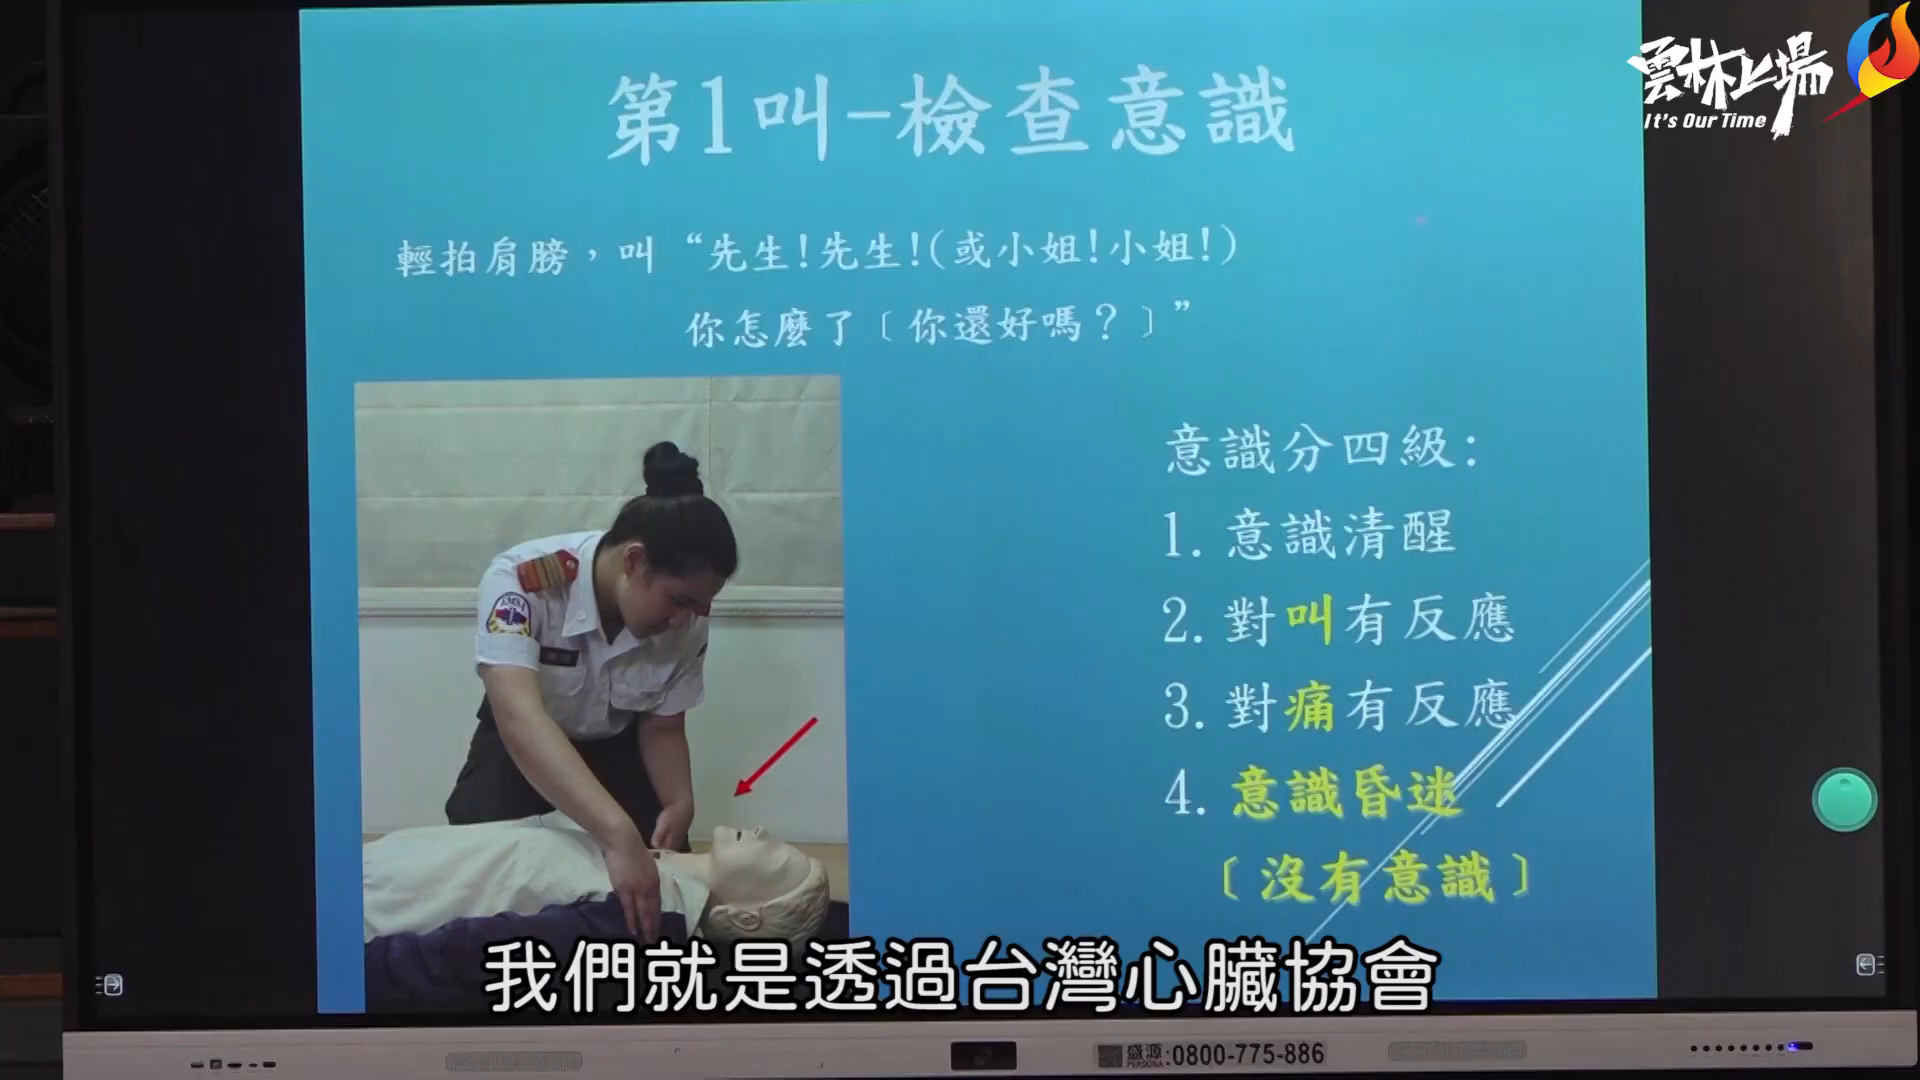 第1叫-檢查意識
雲林上場
It's Our Time
輕拍肩膀，叫“先生!先生!(或小姐!小姐!)
你怎麼了〔你還好嗎？〕”
意識分四級:
1. 意識清醒
2. 對叫有反應
3. 對痛有反應
4. 意識昏迷
〔沒有意識〕
我們就是透過台灣心臟協會
盛源:0800-775-886